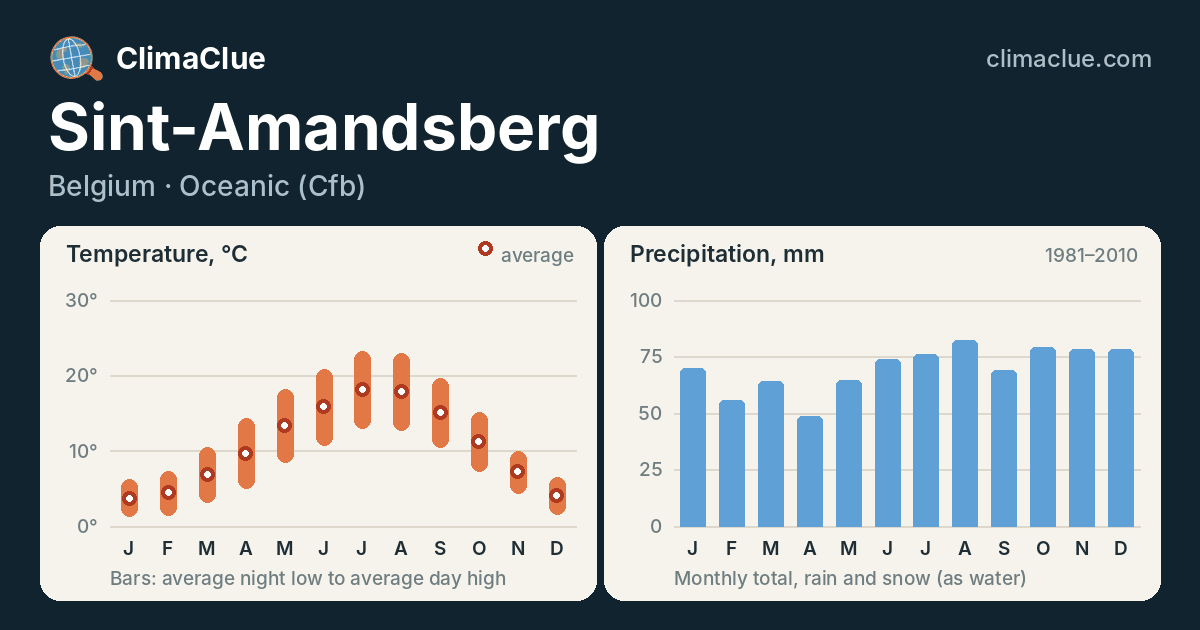 ClimaClue
climaclue.com
Sint-Amandsberg
Belgium · Oceanic (Cfb)
Temperature, °C
average
30°
20°
10°
0°
J F M A M J J A S O N D
Bars: average night low to average day high
Precipitation, mm
1981–2010
100
75
50
25
0
J F M A M J J A S O N D
Monthly total, rain and snow (as water)